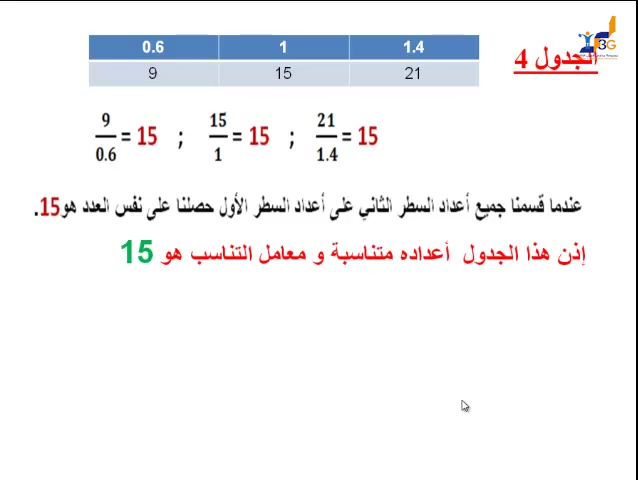 الجدول 4
0.6 1 1.4
9 15 21
9/0.6 = 15 ; 15/1 = 15 ; 21/1.4 = 15
عندما قسمنا جميع أعداد السطر الثاني على أعداد السطر الأول حصلنا على نفس العدد هو15.
إذن هذا الجدول أعداده متناسبة و معامل التناسب هو 15